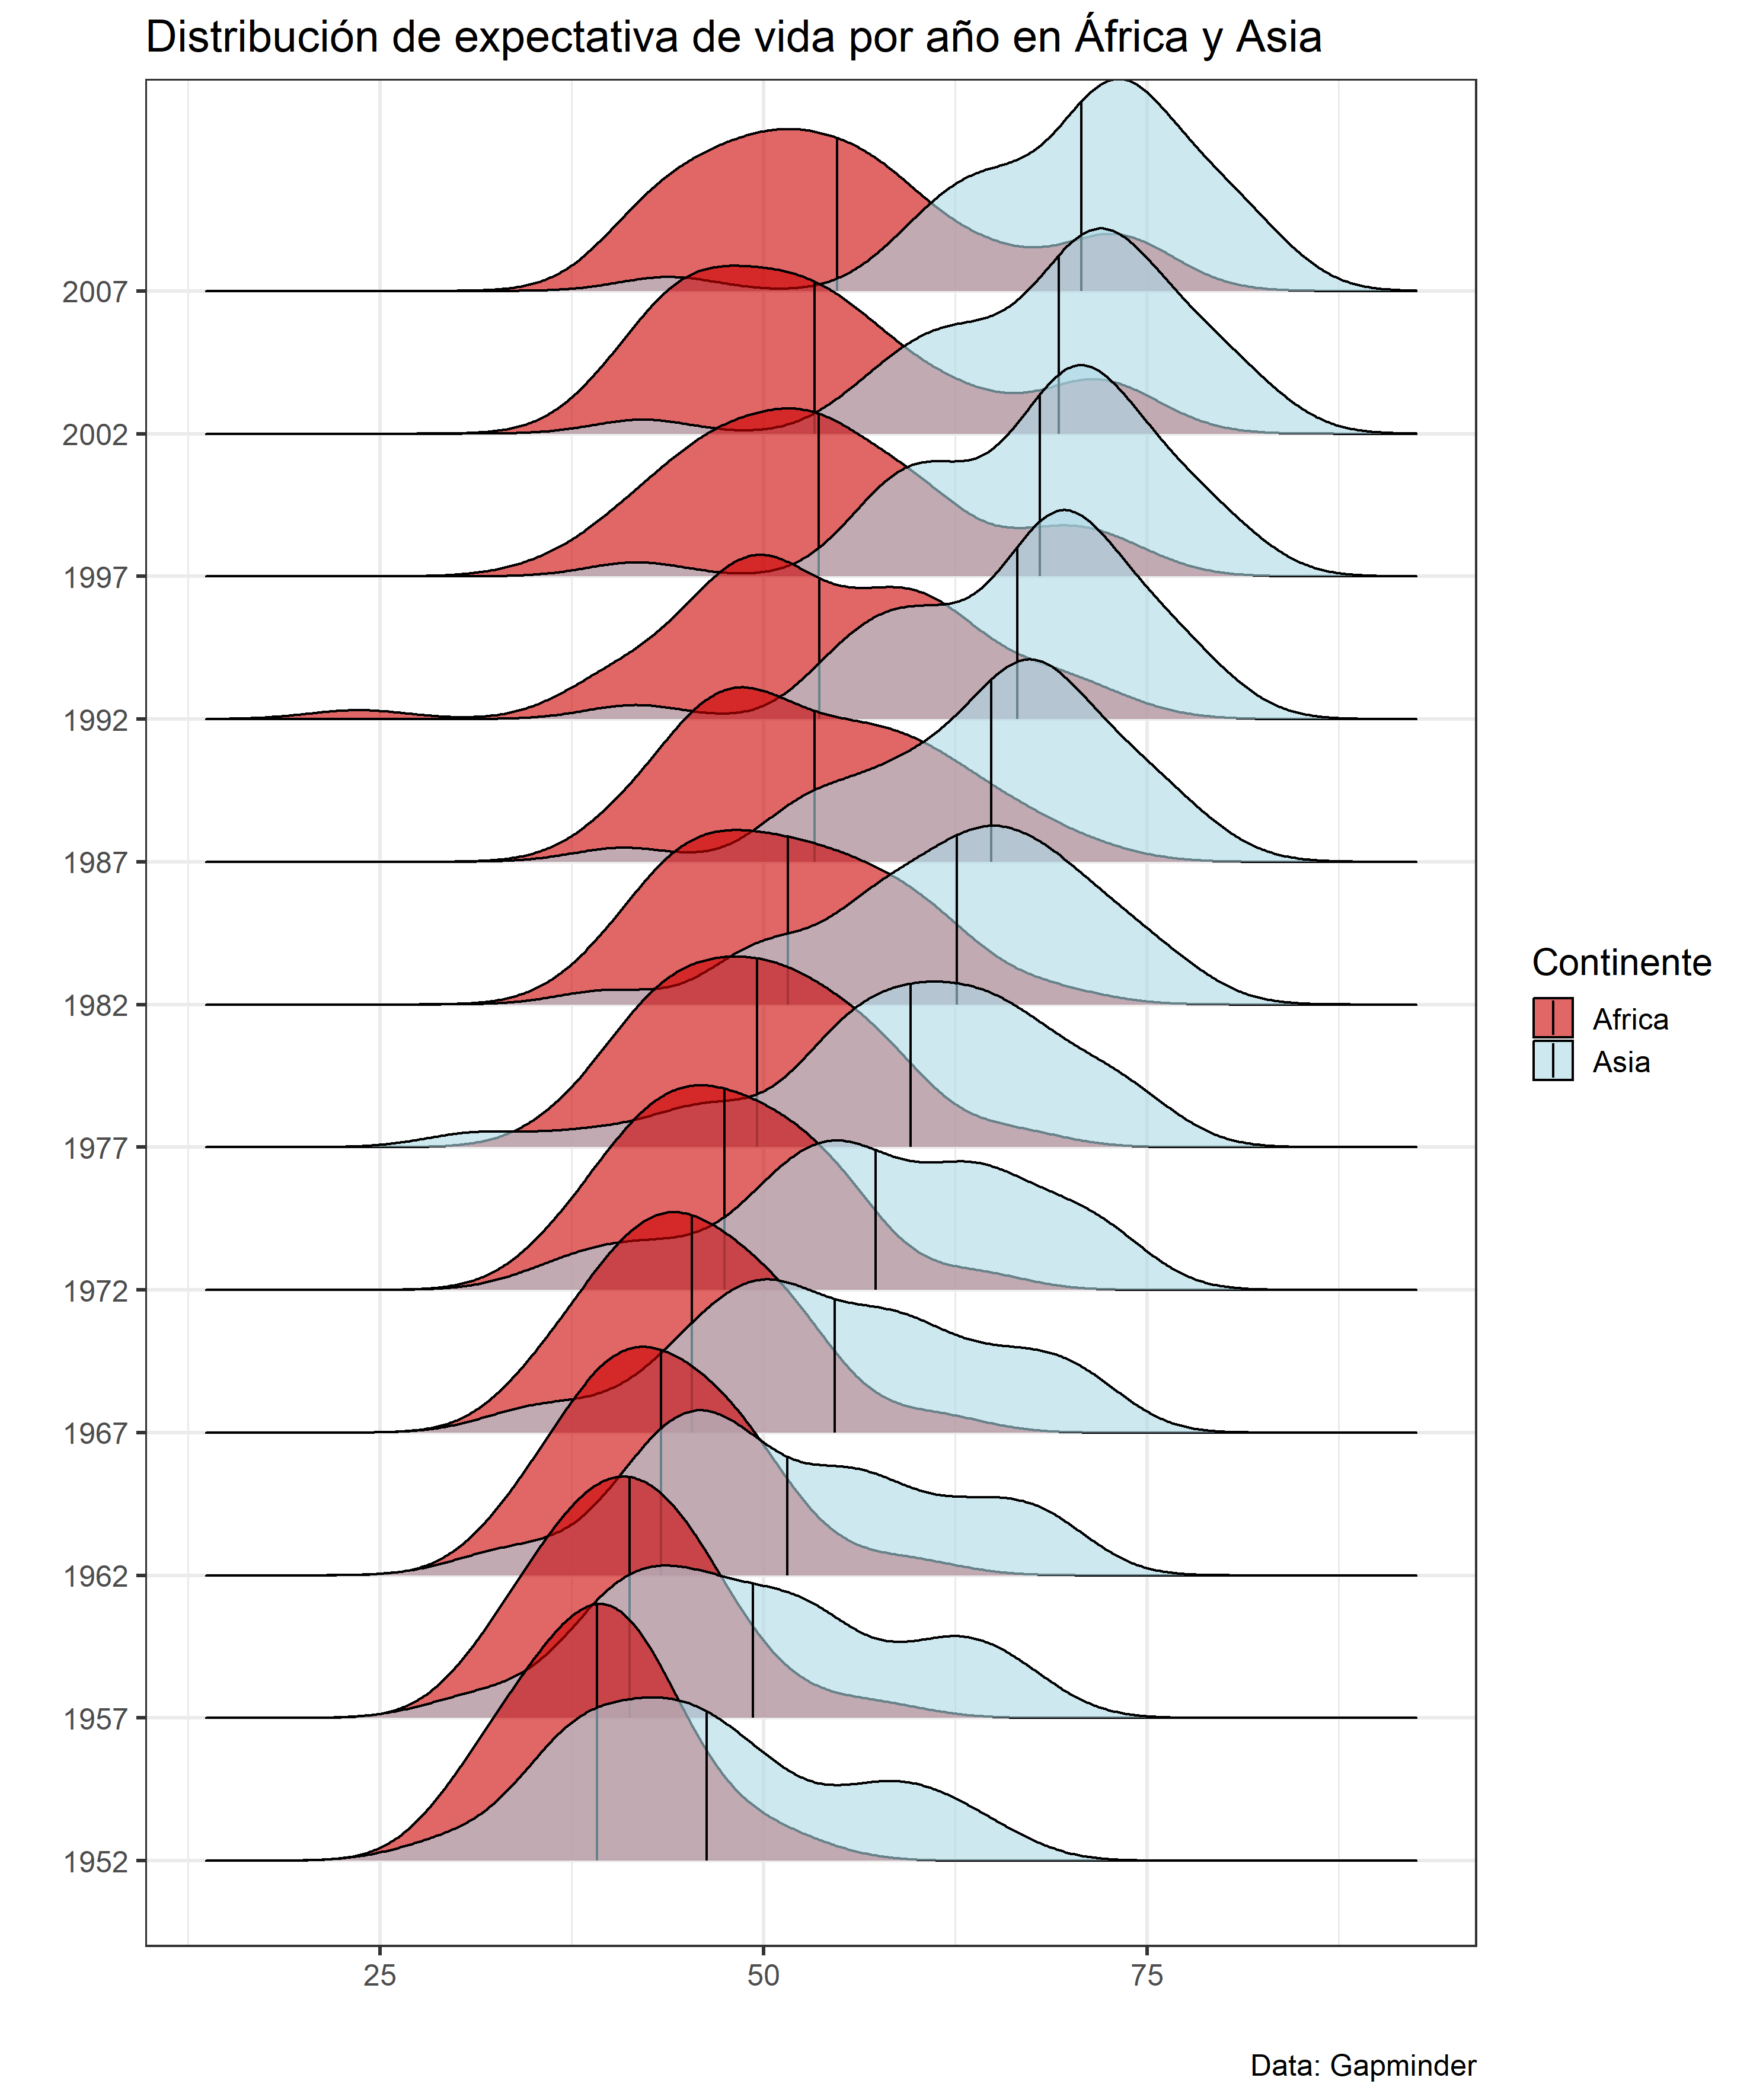 Distribución de expectativa de vida por año en África y Asia
2007
2002
1997
1992
1987
1982
1977
1972
1967
1962
1957
1952
25 50 75
Continente
Africa
Asia
Data: Gapminder